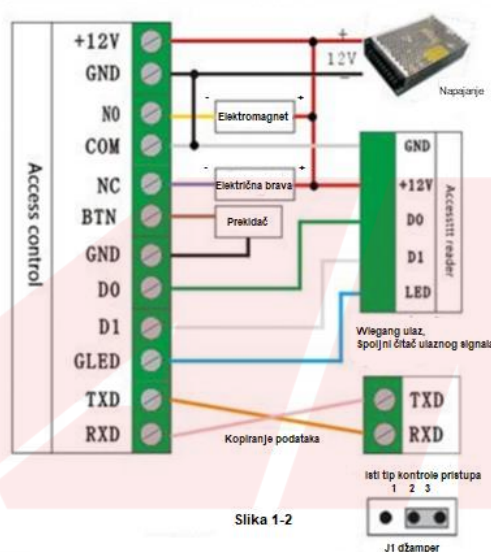 Access control
+12V
GND
N0
COM
NC
BTN
GND
D0
D1
GLED
TXD
RXD
+
12V
−
Napajanje
- Elektromagnet +
- Električna brava +
Prekidač
GND
+12V
D0
D1
LED
Accessttt reader
Wiegang ulaz,
Spoljni čitač ulaznog signala
Kopiranje podataka
TXD
RXD
Isti tip kontrole pristupa
1 2 3
J1 džamper
Slika 1-2